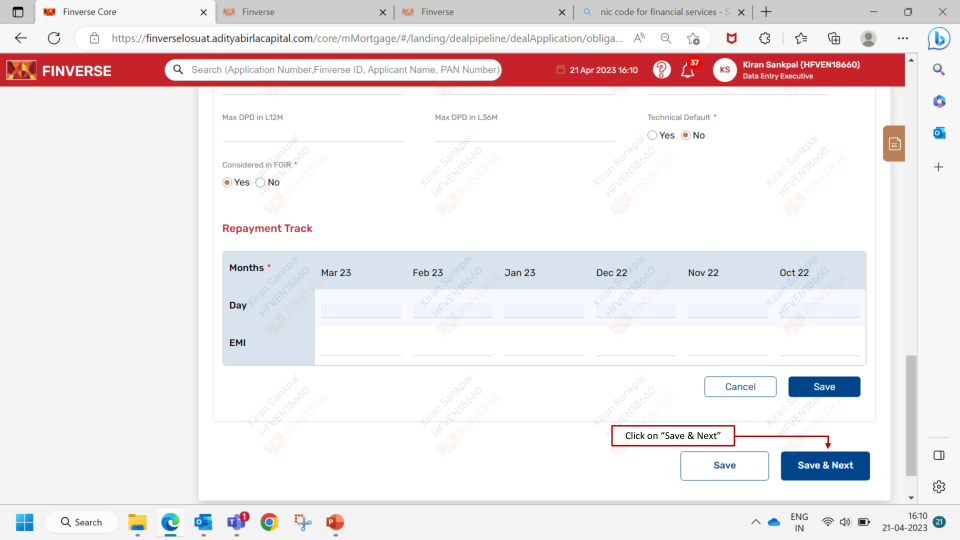 Finverse Core
Finverse
Finverse
nic code for financial services - S
https://finverselosuat.adityabirlacapital.com/core/mMortgage/#/landing/dealpipeline/dealApplication/obliga...
FINVERSE
Search (Application Number,Finverse ID, Applicant Name, PAN Number)
21 Apr 2023 16:10
37
KS
Kiran Sankpal (HFVEN18660)
Data Entry Executive
Max DPD in L12M
Max DPD in L36M
Technical Default *
Yes
No
Considered in FOIR *
Yes
No
Repayment Track
Months *
Mar 23
Feb 23
Jan 23
Dec 22
Nov 22
Oct 22
Day
EMI
Cancel
Save
Click on “Save & Next”
Save
Save & Next
Kiran Sankpal
HFVEN18660
FINVERSE
Search
1
ENG
IN
16:10
21-04-2023
21